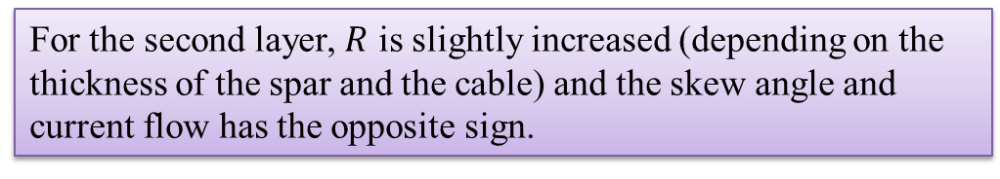 For the second layer, R is slightly increased (depending on the
thickness of the spar and the cable) and the skew angle and
current flow has the opposite sign.